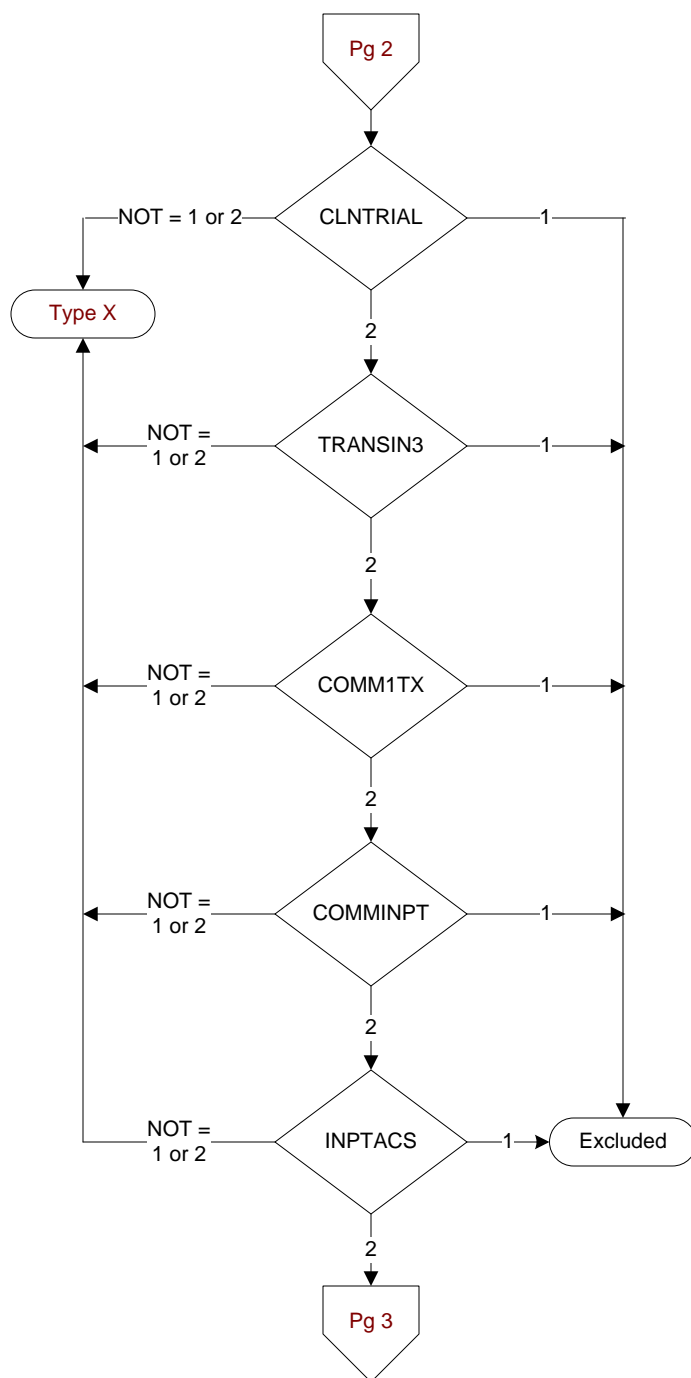 Pg 2
NOT = 1 or 2
CLNTRIAL
1
Type X
2
NOT =
1 or 2
TRANSIN3
1
2
NOT =
1 or 2
COMM1TX
1
2
NOT =
1 or 2
COMMINPT
1
2
NOT =
1 or 2
INPTACS
1
Excluded
2
Pg 3